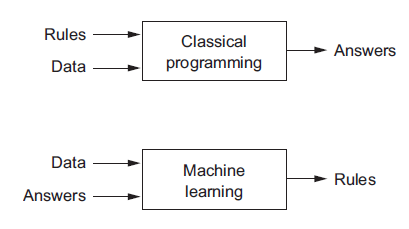 Rules
Data
Classical
programming
Answers
Data
Answers
Machine
learning
Rules